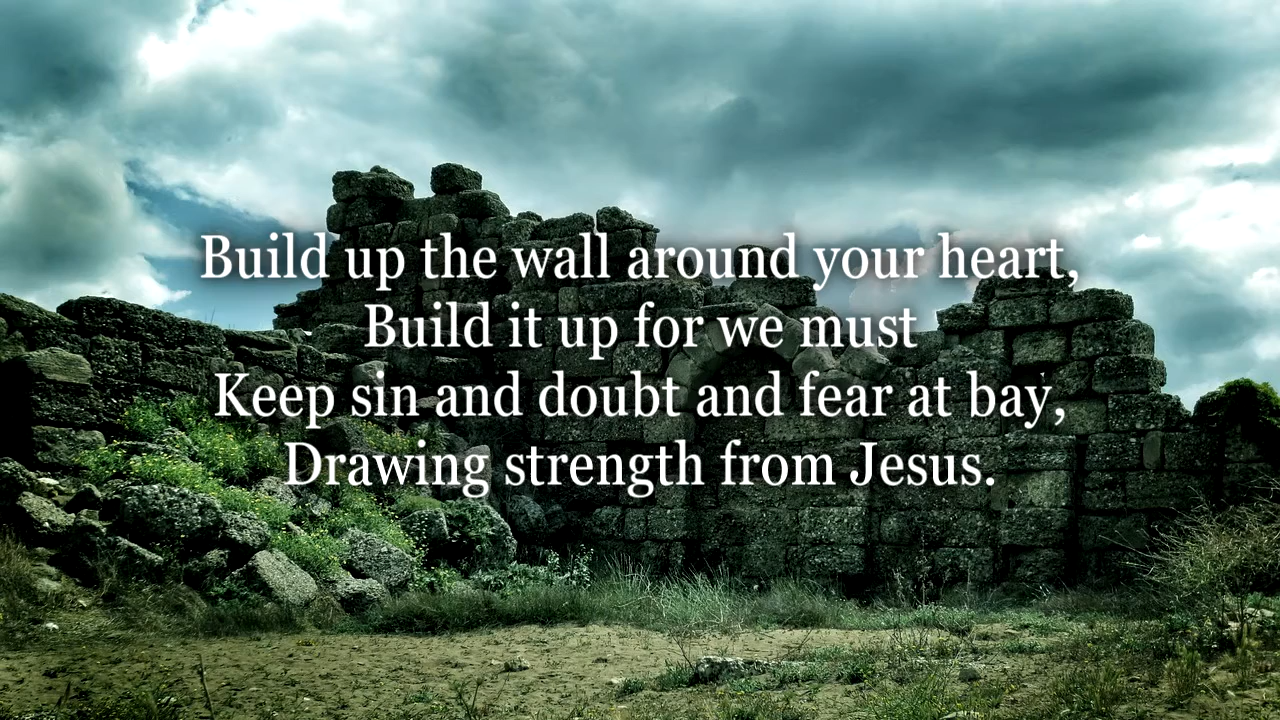 Build up the wall around your heart,
Build it up for we must
Keep sin and doubt and fear at bay,
Drawing strength from Jesus.